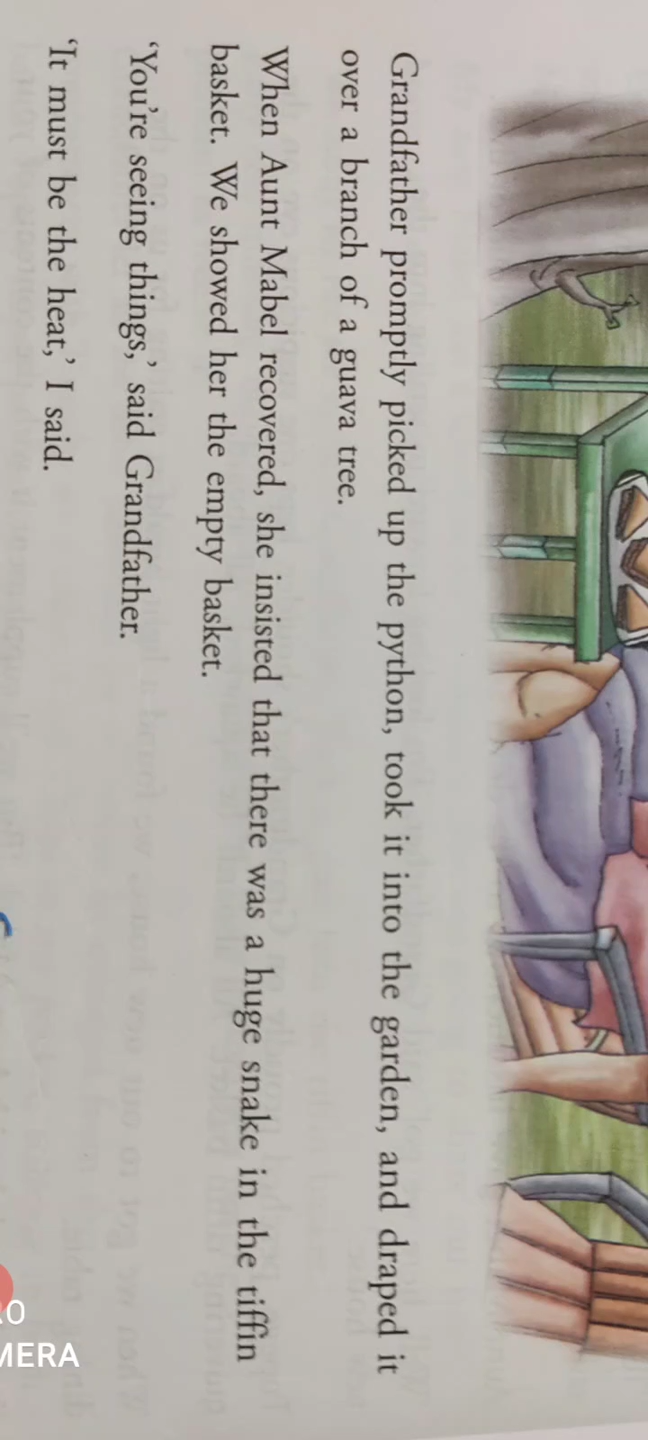 Grandfather promptly picked up the python, took it into the garden, and draped it
over a branch of a guava tree.
When Aunt Mabel recovered, she insisted that there was a huge snake in the tiffin
basket. We showed her the empty basket.
‘You’re seeing things,’ said Grandfather.
‘It must be the heat,’ I said.
RO
MERA